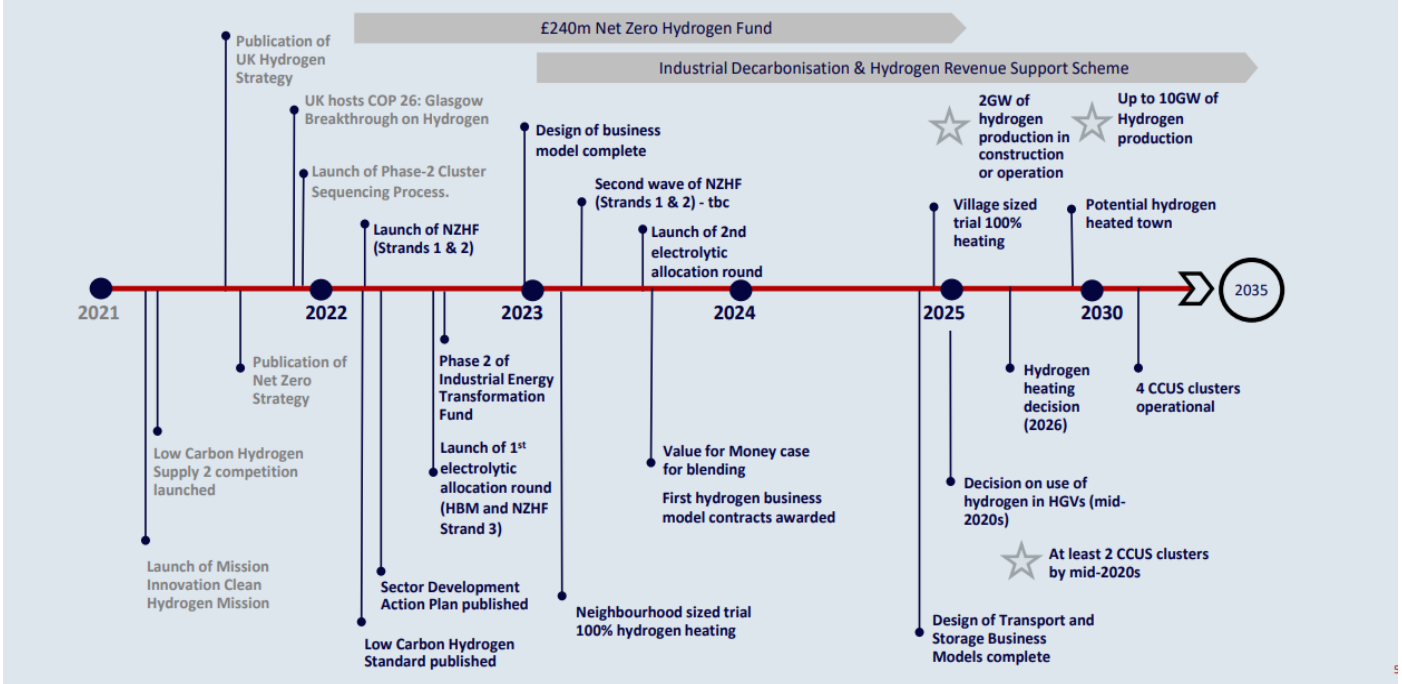 £240m Net Zero Hydrogen Fund
Industrial Decarbonisation & Hydrogen Revenue Support Scheme
Publication of
UK Hydrogen
Strategy
UK hosts COP 26: Glasgow
Breakthrough on Hydrogen
Launch of Phase-2 Cluster
Sequencing Process.
Launch of NZHF
(Strands 1 & 2)
Design of business
model complete
Second wave of NZHF
(Strands 1 & 2) - tbc
Launch of 2nd
electrolytic
allocation round
2GW of
hydrogen
production in
construction
or operation
Up to 10GW of
Hydrogen
production
Village sized
trial 100%
heating
Potential hydrogen
heated town
2021
2022
2023
2024
2025
2030
2035
Publication of
Net Zero
Strategy
Low Carbon Hydrogen
Supply 2 competition
launched
Launch of Mission
Innovation Clean
Hydrogen Mission
Phase 2 of
Industrial Energy
Transformation
Fund
Launch of 1st
electrolytic
allocation round
(HBM and NZHF
Strand 3)
Sector Development
Action Plan published
Low Carbon Hydrogen
Standard published
Value for Money case
for blending
First hydrogen business
model contracts awarded
Neighbourhood sized trial
100% hydrogen heating
Hydrogen
heating
decision
(2026)
4 CCUS clusters
operational
Decision on use of
hydrogen in HGVs (mid-
2020s)
At least 2 CCUS clusters
by mid-2020s
Design of Transport and
Storage Business
Models complete
5